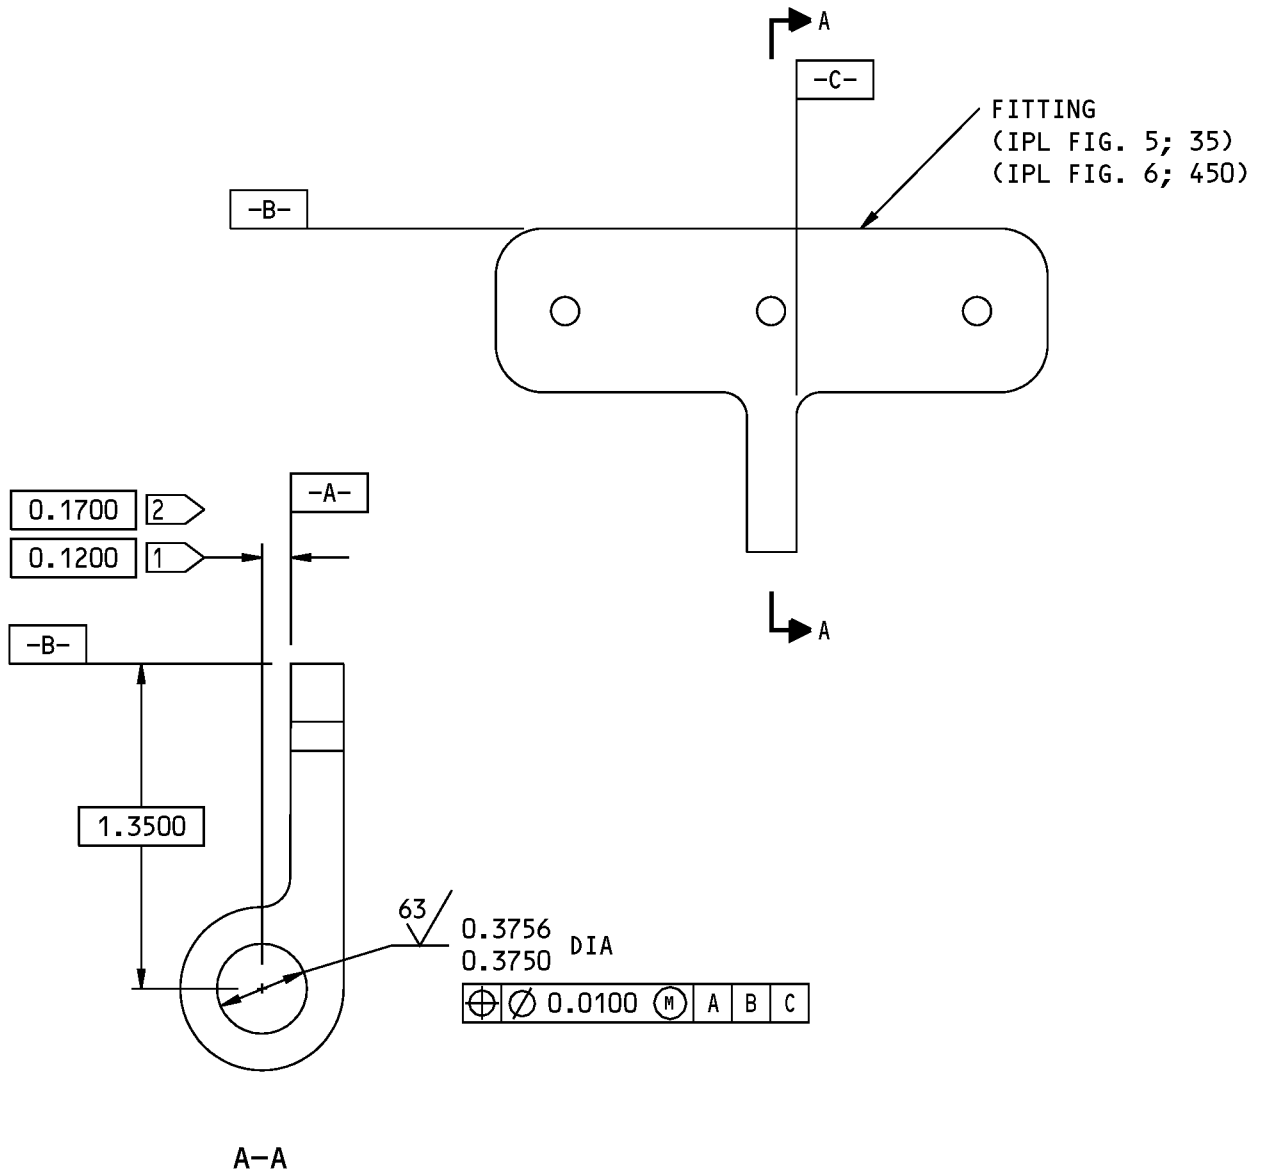 A
-C-
FITTING
(IPL FIG. 5; 35)
(IPL FIG. 6; 450)
-B-
-A-
0.1700 2
0.1200 1
A
-B-
1.3500
63
0.3756
0.3750 DIA
⌖ ⌀ 0.0100 Ⓜ A B C
A-A